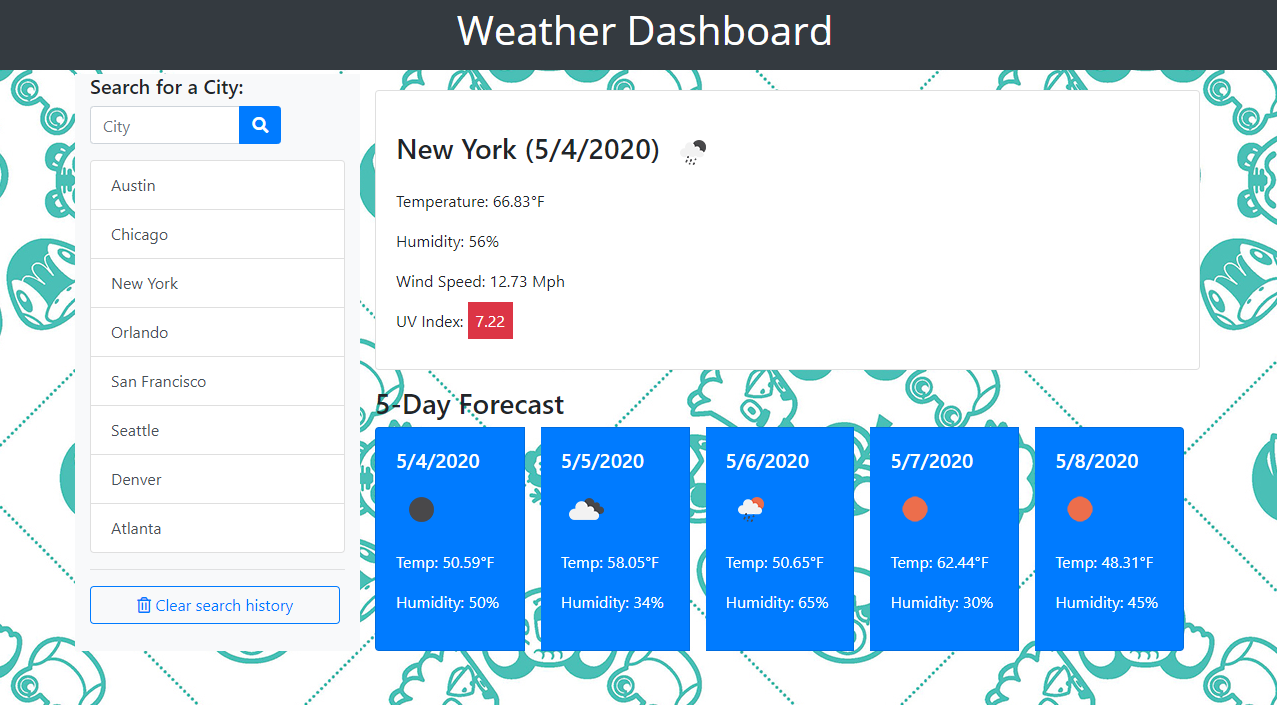 Weather Dashboard
Search for a City:
City
Austin
Chicago
New York
Orlando
San Francisco
Seattle
Denver
Atlanta
Clear search history
New York (5/4/2020)
Temperature: 66.83°F
Humidity: 56%
Wind Speed: 12.73 Mph
UV Index: 7.22
5-Day Forecast
5/4/2020
Temp: 50.59°F
Humidity: 50%
5/5/2020
Temp: 58.05°F
Humidity: 34%
5/6/2020
Temp: 50.65°F
Humidity: 65%
5/7/2020
Temp: 62.44°F
Humidity: 30%
5/8/2020
Temp: 48.31°F
Humidity: 45%